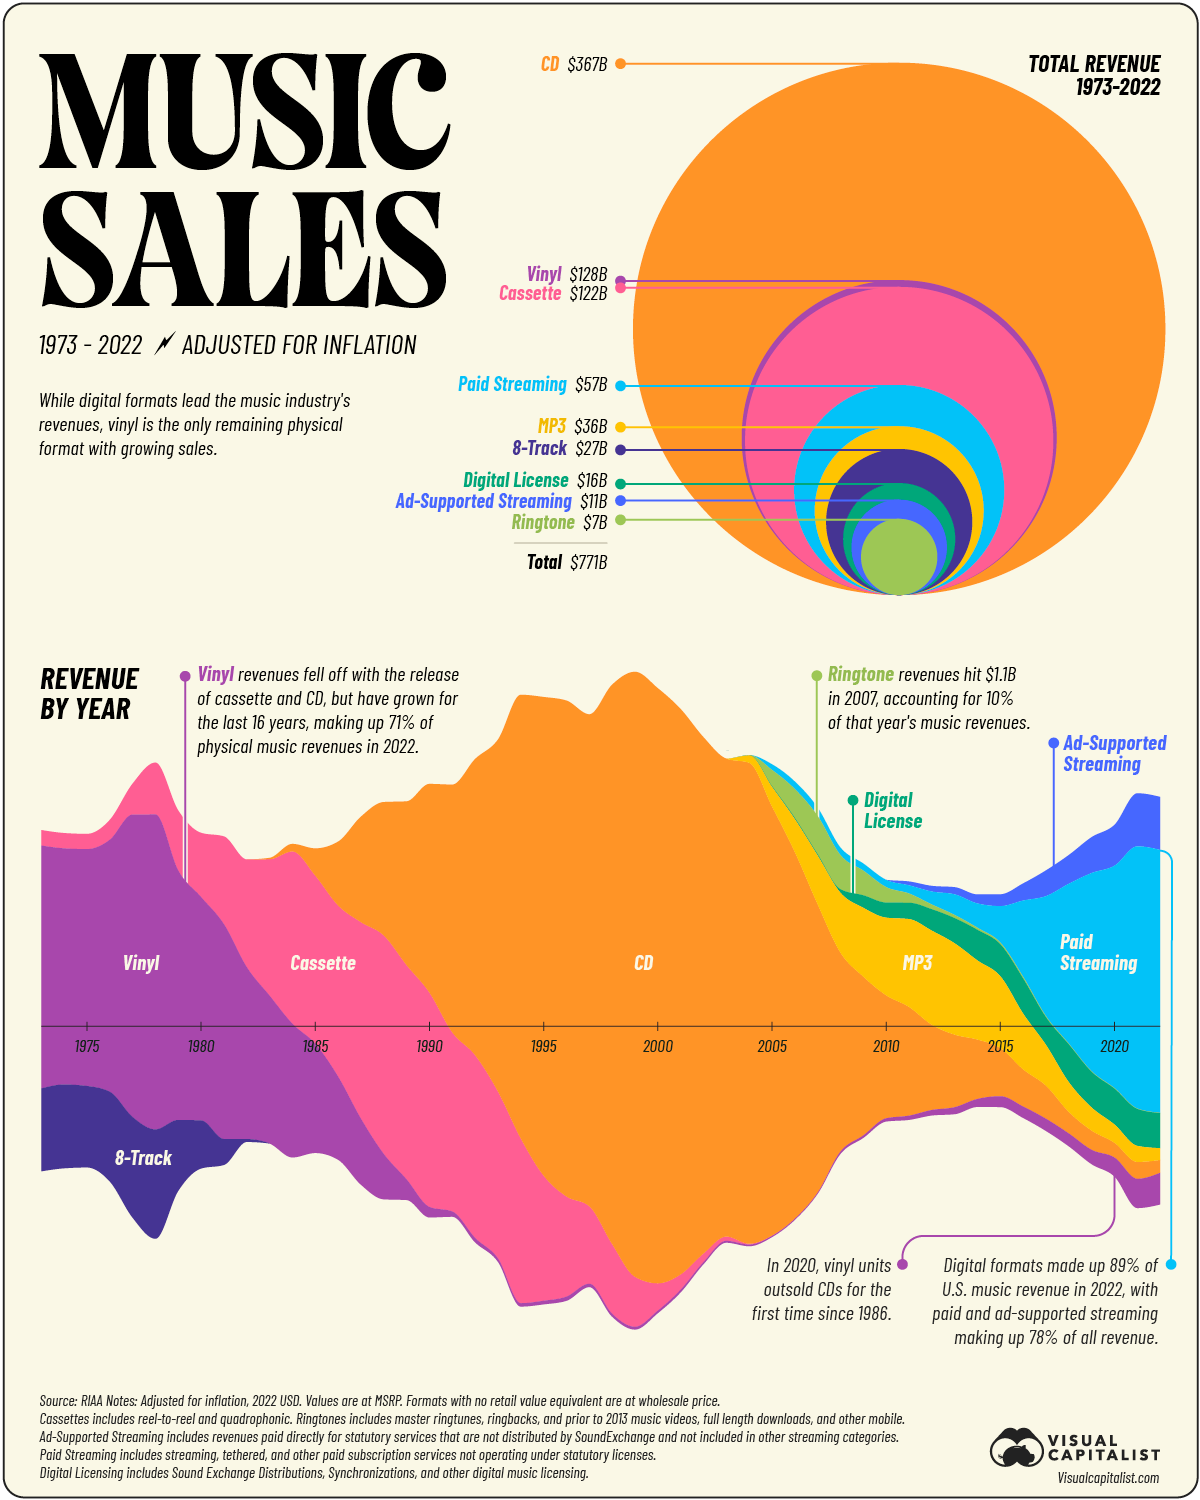 MUSIC
SALES
1973 - 2022 ADJUSTED FOR INFLATION
While digital formats lead the music industry's
revenues, vinyl is the only remaining physical
format with growing sales.
TOTAL REVENUE
1973-2022
CD $367B
Vinyl $128B
Cassette $122B
Paid Streaming $57B
MP3 $36B
8-Track $27B
Digital License $16B
Ad-Supported Streaming $11B
Ringtone $7B
Total $771B
REVENUE
BY YEAR
Vinyl revenues fell off with the release
of cassette and CD, but have grown for
the last 16 years, making up 71% of
physical music revenues in 2022.
Ringtone revenues hit $1.1B
in 2007, accounting for 10%
of that year's music revenues.
Ad-Supported
Streaming
Digital
License
Vinyl
Cassette
CD
MP3
Paid
Streaming
1975 1980 1985 1990 1995 2000 2005 2010 2015 2020
8-Track
In 2020, vinyl units
outsold CDs for the
first time since 1986.
Digital formats made up 89% of
U.S. music revenue in 2022, with
paid and ad-supported streaming
making up 78% of all revenue.
Source: RIAA Notes: Adjusted for inflation, 2022 USD. Values are at MSRP. Formats with no retail value equivalent are at wholesale price.
Cassettes includes reel-to-reel and quadrophonic. Ringtones includes master ringtunes, ringbacks, and prior to 2013 music videos, full length downloads, and other mobile.
Ad-Supported Streaming includes revenues paid directly for statutory services that are not distributed by SoundExchange and not included in other streaming categories.
Paid Streaming includes streaming, tethered, and other paid subscription services not operating under statutory licenses.
Digital Licensing includes Sound Exchange Distributions, Synchronizations, and other digital music licensing.
VISUAL
CAPITALIST
Visualcapitalist.com